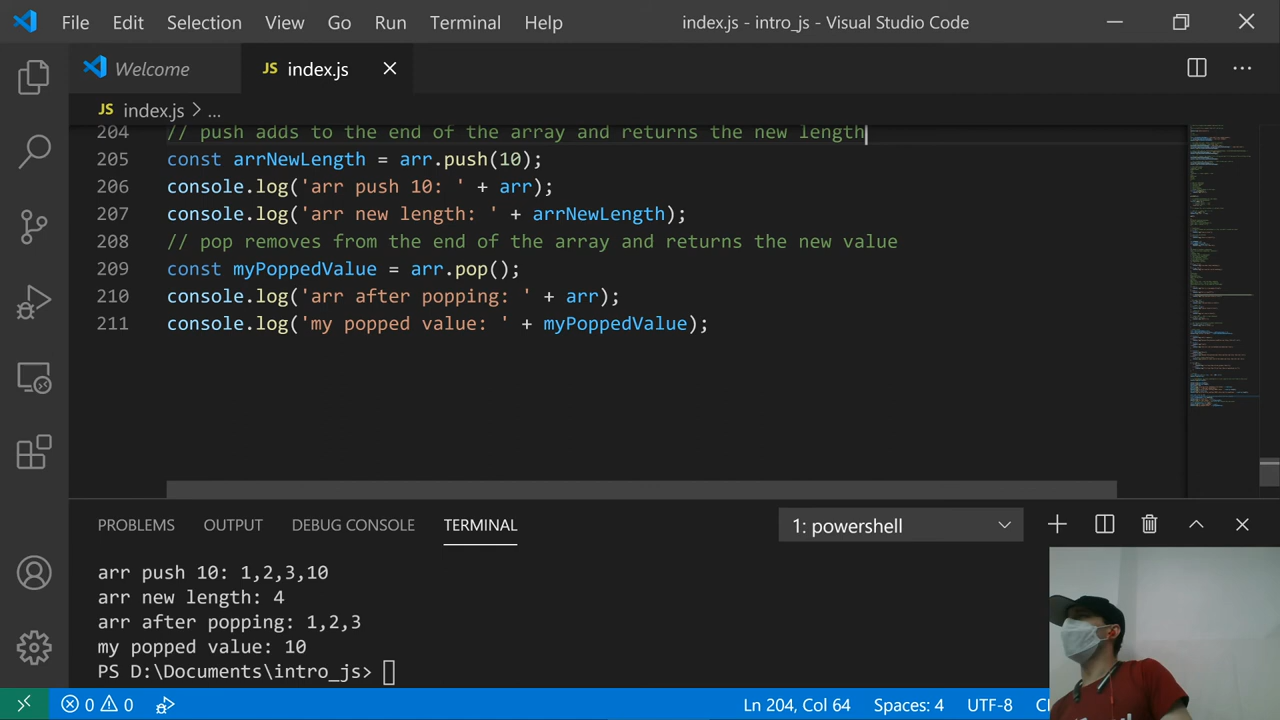 File Edit Selection View Go Run Terminal Help index.js - intro_js - Visual Studio Code
Welcome JS index.js
JS index.js > ...
204 // push adds to the end of the array and returns the new length
205 const arrNewLength = arr.push(10);
206 console.log('arr push 10: ' + arr);
207 console.log('arr new length: ' + arrNewLength);
208 // pop removes from the end of the array and returns the new value
209 const myPoppedValue = arr.pop();
210 console.log('arr after popping: ' + arr);
211 console.log('my popped value: ' + myPoppedValue);
PROBLEMS OUTPUT DEBUG CONSOLE TERMINAL 1: powershell
arr push 10: 1,2,3,10
arr new length: 4
arr after popping: 1,2,3
my popped value: 10
PS D:\Documents\intro_js>
0 0 Ln 204, Col 64 Spaces: 4 UTF-8